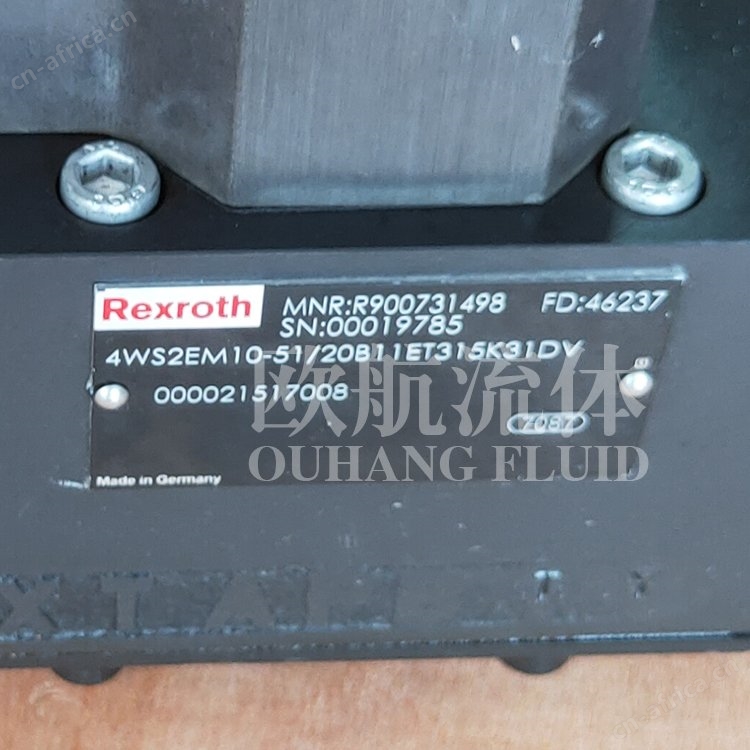 cn-africa.cn
Rexroth MNR:R900731498 FD:46237
SN:00019785
4WS2EM10-51/20B11ET315K31DV
000021517008
7087
欧航流体
OUHANG FLUID
Made in Germany
X T A P
T Y